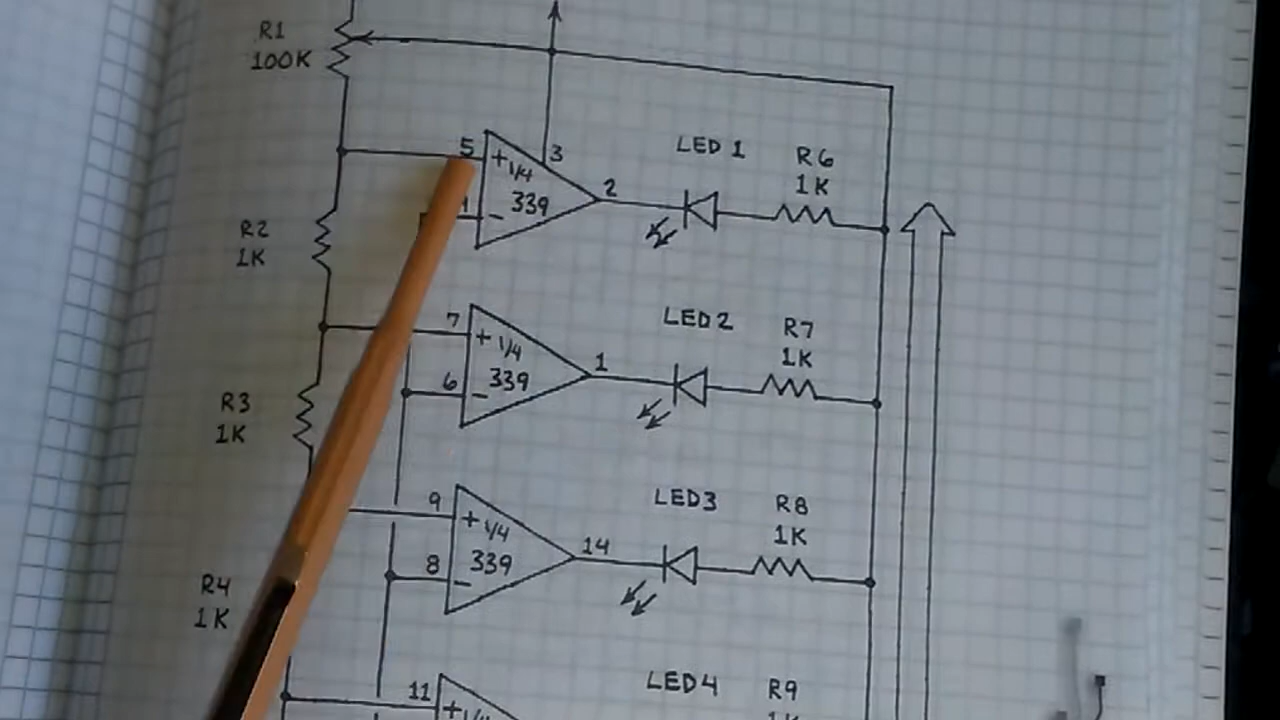 R1
100K
5
+
1/4
339
-
3
2
LED 1
R6
1K
R2
1K
7
+
1/4
339
6
-
1
LED2
R7
1K
R3
1K
9
+
1/4
339
8
-
14
LED3
R8
1K
R4
1K
11
+
LED4
R9